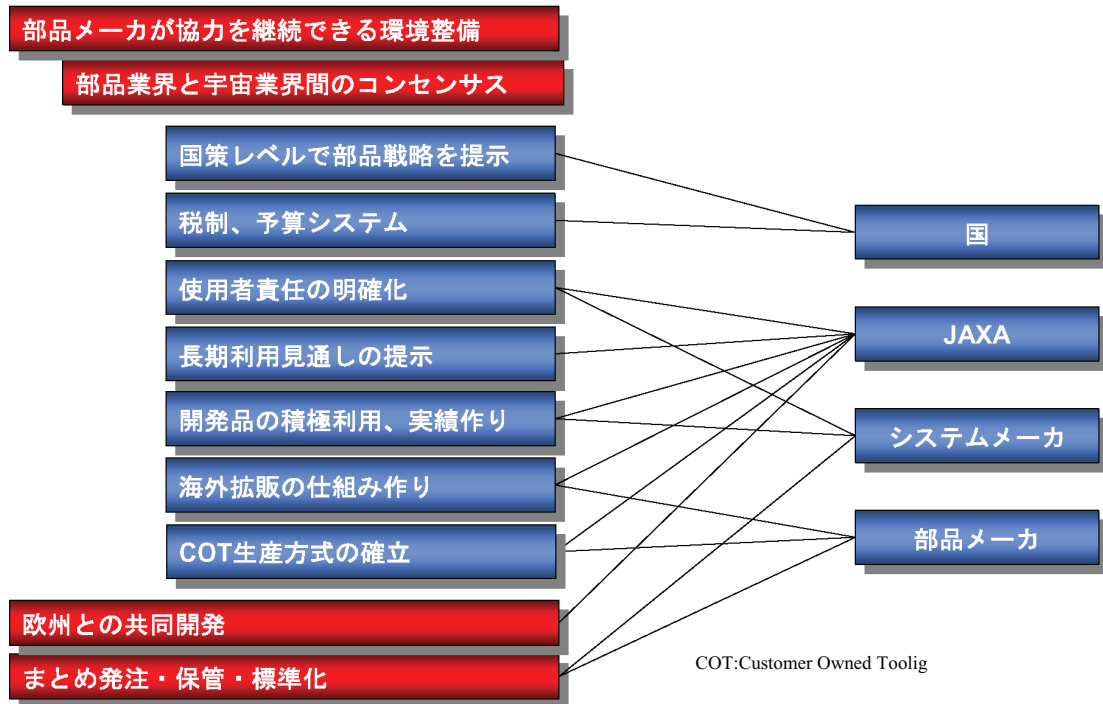 部品メーカが協力を継続できる環境整備
部品業界と宇宙業界間のコンセンサス
国策レベルで部品戦略を提示
税制、予算システム
使用者責任の明確化
長期利用見通しの提示
開発品の積極利用、実績作り
海外拡販の仕組み作り
COT生産方式の確立
欧州との共同開発
まとめ発注・保管・標準化
国
JAXA
システムメーカ
部品メーカ
COT:Customer Owned Toolig